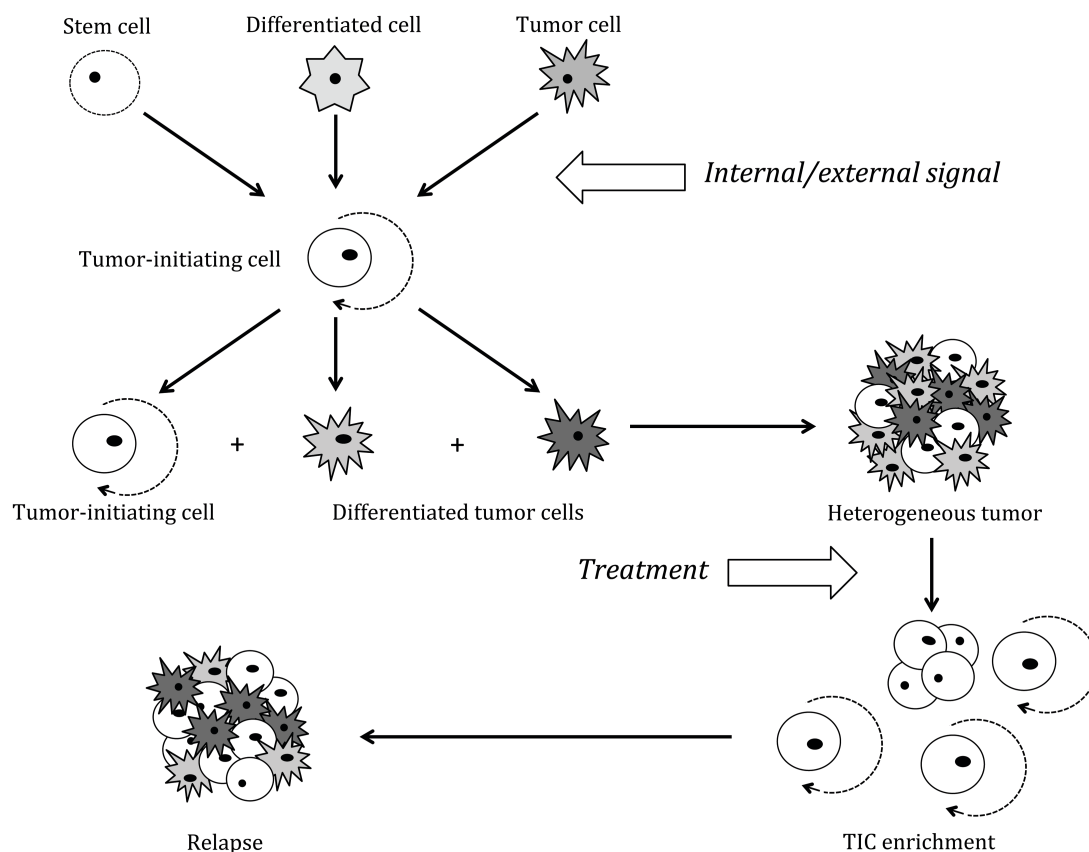 Stem cell
Differentiated cell
Tumor cell
Internal/external signal
Tumor-initiating cell
+
+
Tumor-initiating cell
Differentiated tumor cells
Heterogeneous tumor
Treatment
Relapse
TIC enrichment